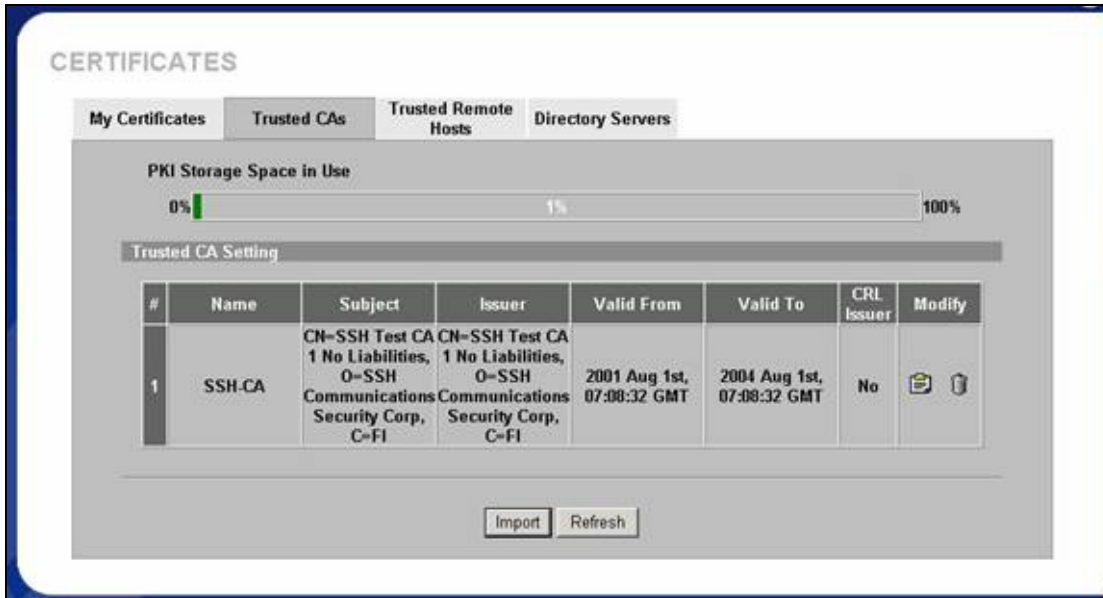 CERTIFICATES
My Certificates
Trusted CAs
Trusted Remote
Hosts
Directory Servers
PKI Storage Space in Use
0%
1%
100%
Trusted CA Setting
#
Name
Subject
Issuer
Valid From
Valid To
CRL
Issuer
Modify
1
SSH-CA
CN=SSH Test CA
1 No Liabilities,
O=SSH
Communications
Security Corp,
C=FI
CN=SSH Test CA
1 No Liabilities,
O=SSH
Communications
Security Corp,
C=FI
2001 Aug 1st,
07:08:32 GMT
2004 Aug 1st,
07:08:32 GMT
No
Import
Refresh